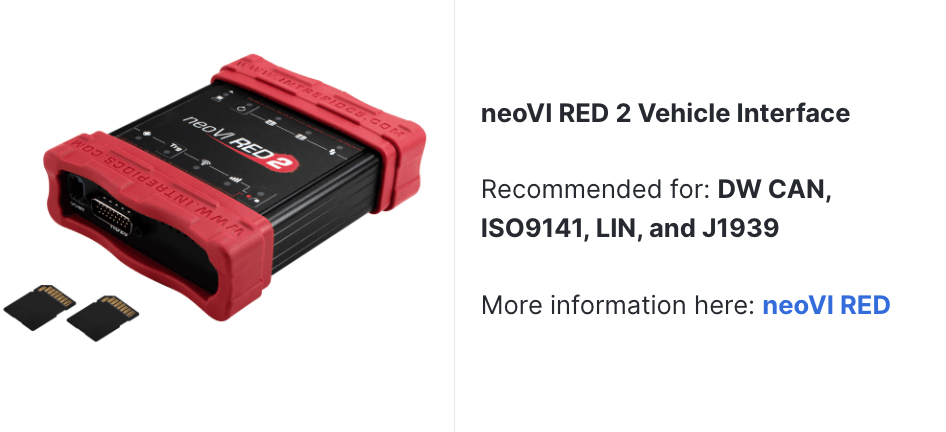 WWW.INTREPIDCS.COM
neoVI RED 2
Trg
WWW.INTREPIDCS.COM
neoVI RED 2 Vehicle Interface
Recommended for: DW CAN,
ISO9141, LIN, and J1939
More information here: neoVI RED